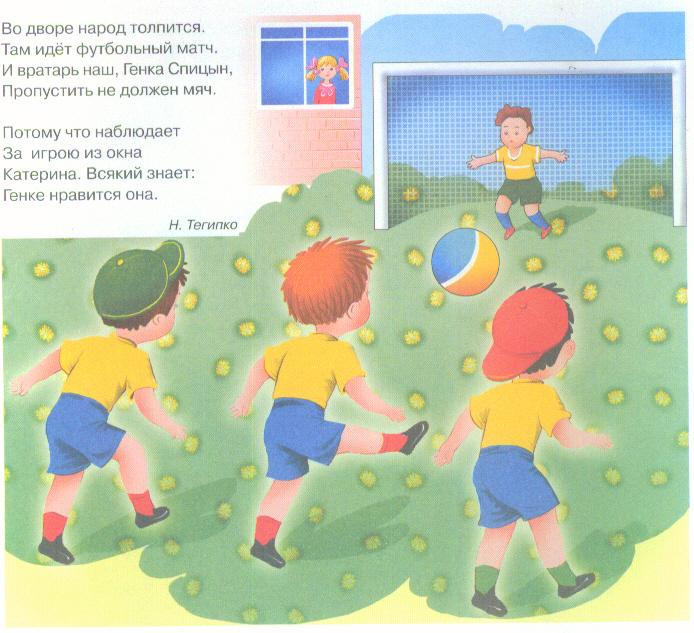 Во дворе народ толпится.
Там идёт футбольный матч.
И вратарь наш, Генка Спицын,
Пропустить не должен мяч.
Потому что наблюдает
За игрою из окна
Катерина. Всякий знает:
Генке нравится она.
Н. Тегипко